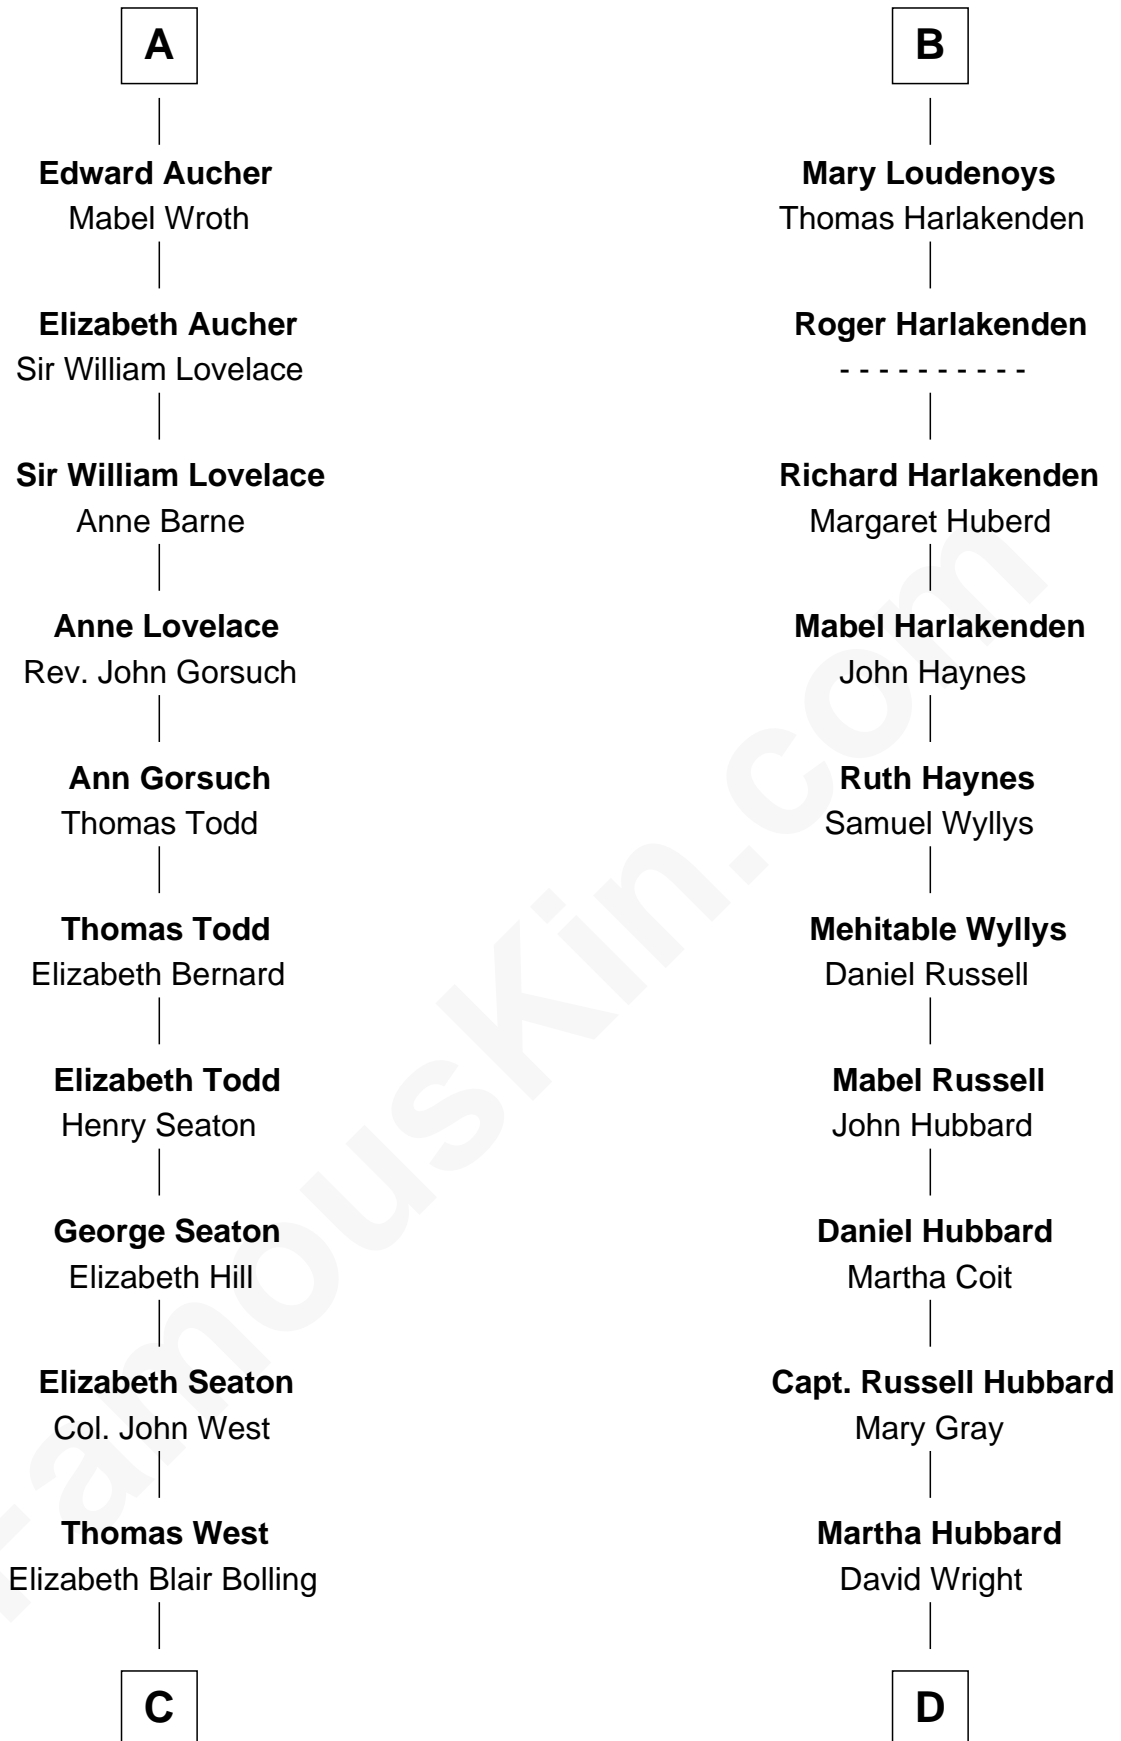 A
Edward Aucher
Mabel Wroth
Elizabeth Aucher
Sir William Lovelace
Sir William Lovelace
Anne Barne
Anne Lovelace
Rev. John Gorsuch
Ann Gorsuch
Thomas Todd
Thomas Todd
Elizabeth Bernard
Elizabeth Todd
Henry Seaton
George Seaton
Elizabeth Hill
Elizabeth Seaton
Col. John West
Thomas West
Elizabeth Blair Bolling
C
B
Mary Loudenoys
Thomas Harlakenden
Roger Harlakenden
- - - - - - - - - -
Richard Harlakenden
Margaret Huberd
Mabel Harlakenden
John Haynes
Ruth Haynes
Samuel Wyllys
Mehitable Wyllys
Daniel Russell
Mabel Russell
John Hubbard
Daniel Hubbard
Martha Coit
Capt. Russell Hubbard
Mary Gray
Martha Hubbard
David Wright
D
FamousKin.com